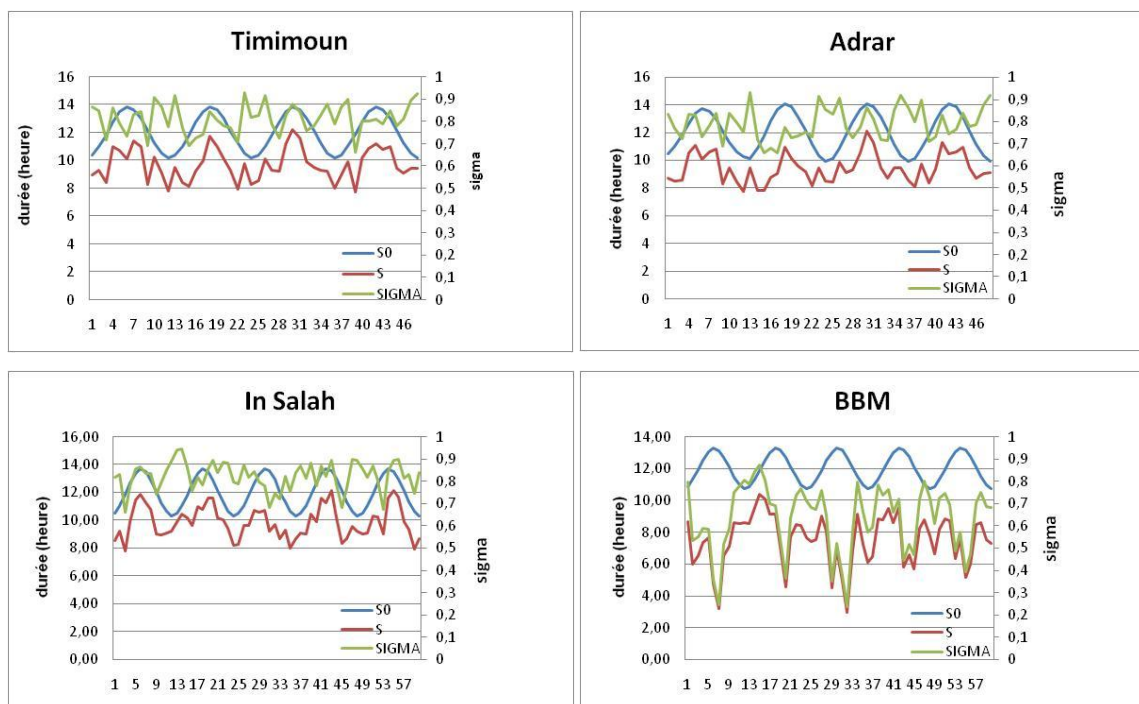 Timimoun
16
14
12
10
8
6
4
2
0
durée (heure)
1
0,9
0,8
0,7
0,6
0,5
0,4
0,3
0,2
0,1
0
sigma
S0
S
SIGMA
1 4 7 10 13 16 19 22 25 28 31 34 37 40 43 46
Adrar
16
14
12
10
8
6
4
2
0
durée (heure)
1
0,9
0,8
0,7
0,6
0,5
0,4
0,3
0,2
0,1
0
sigma
S0
S
SIGMA
1 4 7 10 13 16 19 22 25 28 31 34 37 40 43 46
In Salah
16,00
14,00
12,00
10,00
8,00
6,00
4,00
2,00
0,00
durée (heure)
1
0,9
0,8
0,7
0,6
0,5
0,4
0,3
0,2
0,1
0
sigma
S0
S
SIGMA
1 5 9 13 17 21 25 29 33 37 41 45 49 53 57
BBM
14,00
12,00
10,00
8,00
6,00
4,00
2,00
0,00
durée (heure)
1
0,9
0,8
0,7
0,6
0,5
0,4
0,3
0,2
0,1
0
sigma
S0
S
SIGMA
1 5 9 13 17 21 25 29 33 37 41 45 49 53 57